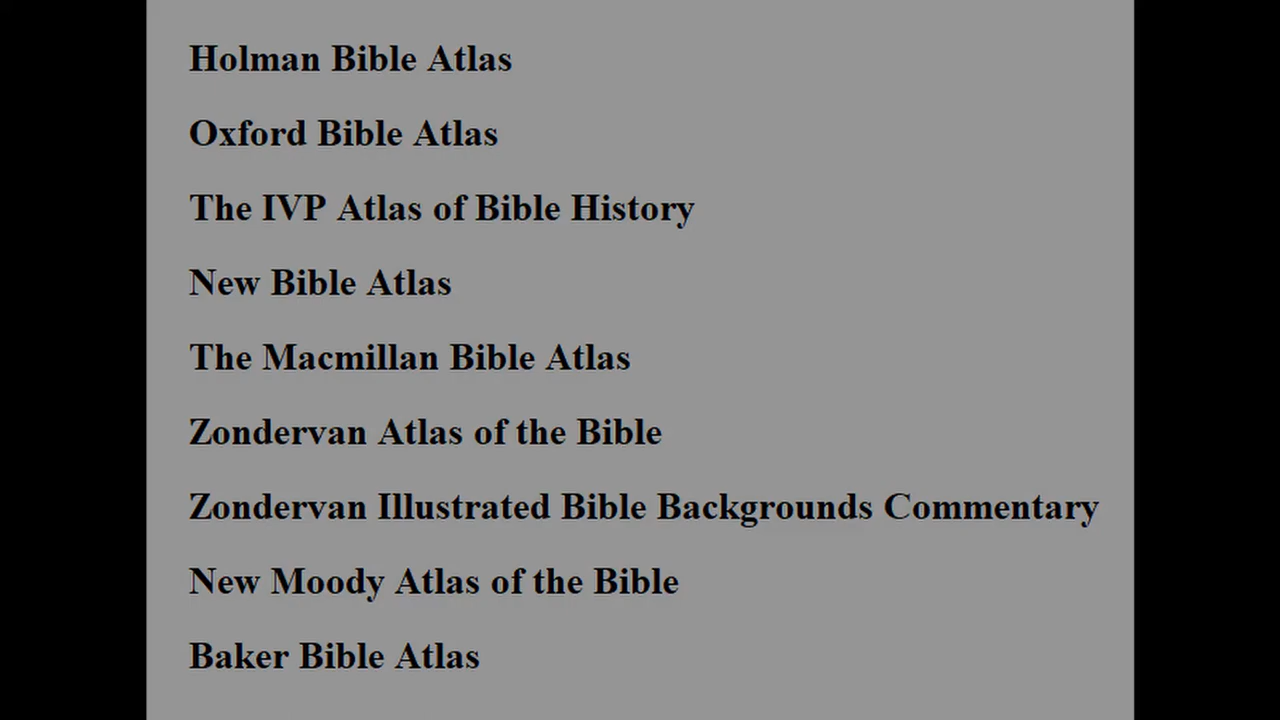 Holman Bible Atlas
Oxford Bible Atlas
The IVP Atlas of Bible History
New Bible Atlas
The Macmillan Bible Atlas
Zondervan Atlas of the Bible
Zondervan Illustrated Bible Backgrounds Commentary
New Moody Atlas of the Bible
Baker Bible Atlas